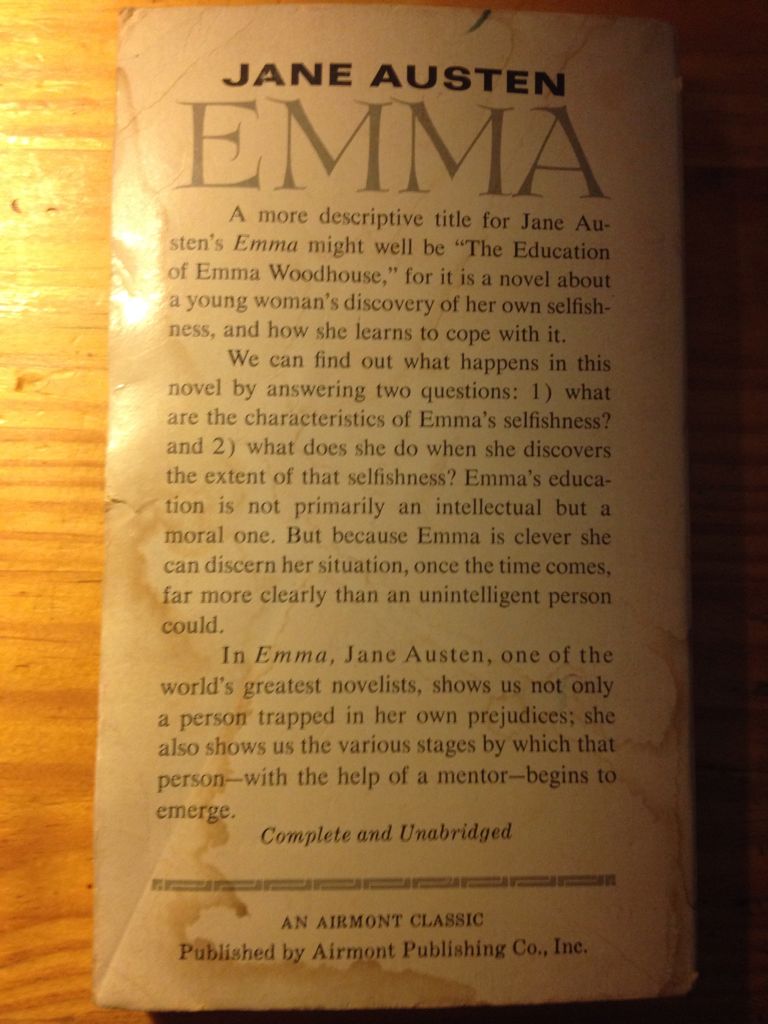 JANE AUSTEN
EMMA
A more descriptive title for Jane Au-
sten's Emma might well be “The Education
of Emma Woodhouse,” for it is a novel about
a young woman's discovery of her own selfish-
ness, and how she learns to cope with it.
We can find out what happens in this
novel by answering two questions: 1) what
are the characteristics of Emma's selfishness?
and 2) what does she do when she discovers
the extent of that selfishness? Emma's educa-
tion is not primarily an intellectual but a
moral one. But because Emma is clever she
can discern her situation, once the time comes,
far more clearly than an unintelligent person
could.
In Emma, Jane Austen, one of the
world's greatest novelists, shows us not only
a person trapped in her own prejudices; she
also shows us the various stages by which that
person—with the help of a mentor—begins to
emerge.
Complete and Unabridged
AN AIRMONT CLASSIC
Published by Airmont Publishing Co., Inc.